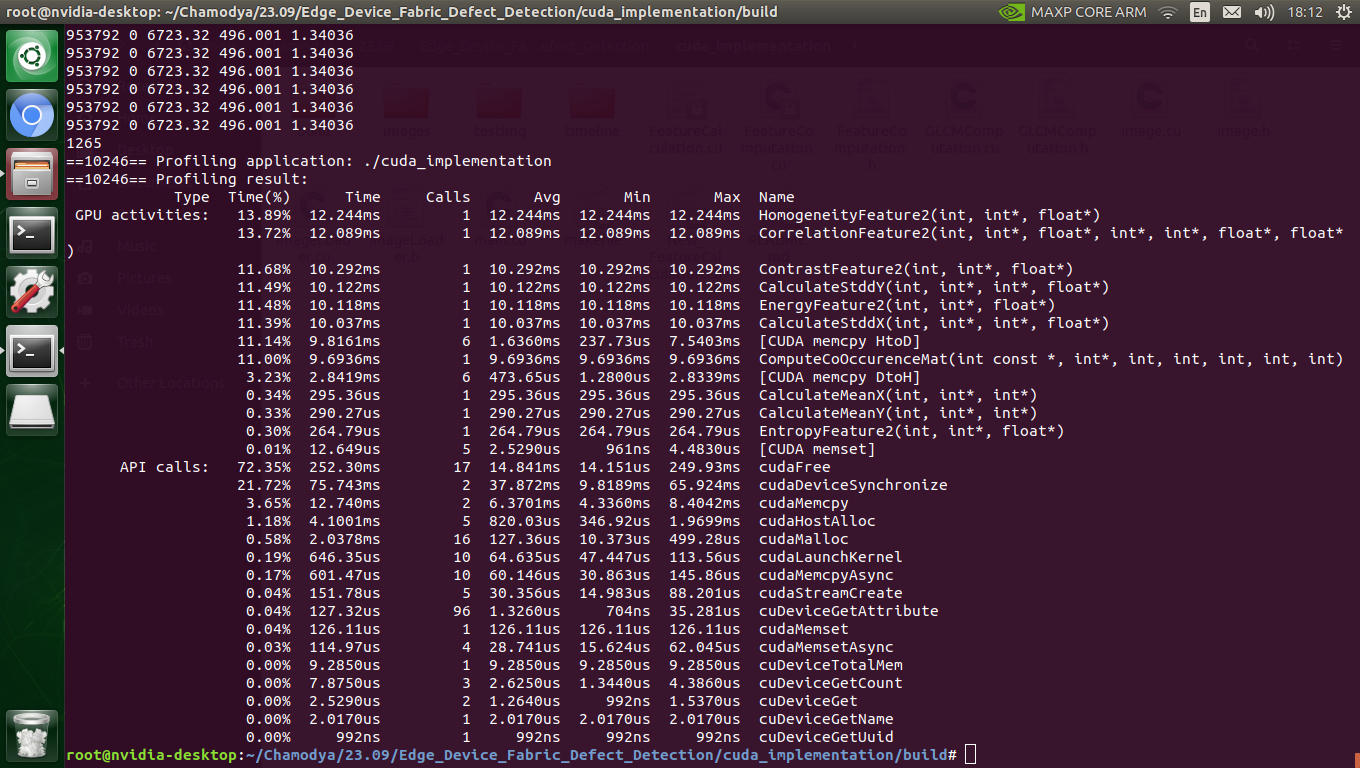 root@nvidia-desktop: ~/Chamodya/23.09/Edge_Device_Fabric_Defect_Detection/cuda_implementation/build
MAXP CORE ARM En 18:12
953792 0 6723.32 496.001 1.34036
953792 0 6723.32 496.001 1.34036
953792 0 6723.32 496.001 1.34036
953792 0 6723.32 496.001 1.34036
953792 0 6723.32 496.001 1.34036
953792 0 6723.32 496.001 1.34036
1265
==10246== Profiling application: ./cuda_implementation
==10246== Profiling result:
Type Time(%) Time Calls Avg Min Max Name
GPU activities: 13.89% 12.244ms 1 12.244ms 12.244ms 12.244ms HomogeneityFeature2(int, int*, float*)
13.72% 12.089ms 1 12.089ms 12.089ms 12.089ms CorrelationFeature2(int, int*, float*, int*, int*, float*, float*
)
11.68% 10.292ms 1 10.292ms 10.292ms 10.292ms ContrastFeature2(int, int*, float*)
11.49% 10.122ms 1 10.122ms 10.122ms 10.122ms CalculateStddY(int, int*, int*, float*)
11.48% 10.118ms 1 10.118ms 10.118ms 10.118ms EnergyFeature2(int, int*, float*)
11.39% 10.037ms 1 10.037ms 10.037ms 10.037ms CalculateStddX(int, int*, int*, float*)
11.14% 9.8161ms 6 1.6360ms 237.73us 7.5403ms [CUDA memcpy HtoD]
11.00% 9.6936ms 1 9.6936ms 9.6936ms 9.6936ms ComputeCoOccurenceMat(int const *, int*, int, int, int, int, int)
3.23% 2.8419ms 6 473.65us 1.2800us 2.8339ms [CUDA memcpy DtoH]
0.34% 295.36us 1 295.36us 295.36us 295.36us CalculateMeanX(int, int*, int*)
0.33% 290.27us 1 290.27us 290.27us 290.27us CalculateMeanY(int, int*, int*)
0.30% 264.79us 1 264.79us 264.79us 264.79us EntropyFeature2(int, int*, float*)
0.01% 12.649us 5 2.5290us 961ns 4.4830us [CUDA memset]
API calls: 72.35% 252.30ms 17 14.841ms 14.151us 249.93ms cudaFree
21.72% 75.743ms 2 37.872ms 9.8189ms 65.924ms cudaDeviceSynchronize
3.65% 12.740ms 2 6.3701ms 4.3360ms 8.4042ms cudaMemcpy
1.18% 4.1001ms 5 820.03us 346.92us 1.9699ms cudaHostAlloc
0.58% 2.0378ms 16 127.36us 10.373us 499.28us cudaMalloc
0.19% 646.35us 10 64.635us 47.447us 113.56us cudaLaunchKernel
0.17% 601.47us 10 60.146us 30.863us 145.86us cudaMemcpyAsync
0.04% 151.78us 5 30.356us 14.983us 88.201us cudaStreamCreate
0.04% 127.32us 96 1.3260us 704ns 35.281us cuDeviceGetAttribute
0.04% 126.11us 1 126.11us 126.11us 126.11us cudaMemset
0.03% 114.97us 4 28.741us 15.624us 62.045us cudaMemsetAsync
0.00% 9.2850us 1 9.2850us 9.2850us 9.2850us cuDeviceTotalMem
0.00% 7.8750us 3 2.6250us 1.3440us 4.3860us cuDeviceGetCount
0.00% 2.5290us 2 1.2640us 992ns 1.5370us cuDeviceGet
0.00% 2.0170us 1 2.0170us 2.0170us 2.0170us cuDeviceGetName
0.00% 992ns 1 992ns 992ns 992ns cuDeviceGetUuid
root@nvidia-desktop:~/Chamodya/23.09/Edge_Device_Fabric_Defect_Detection/cuda_implementation/build#